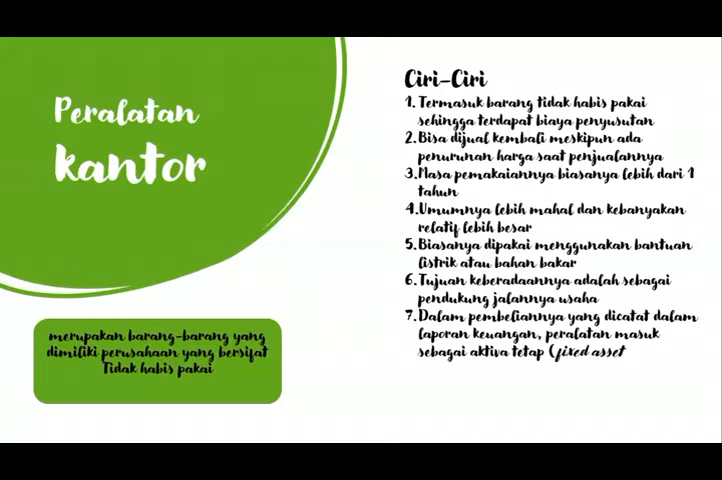 Peralatan
kantor
merupakan barang-barang yang
dimiliki perusahaan yang bersifat
Tidak habis pakai
Ciri-Ciri
1. Termasuk barang tidak habis pakai
sehingga terdapat biaya penyusutan
2. Bisa dijual kembali meskipun ada
penurunan harga saat penjualannya
3. Masa pemakaiannya biasanya lebih dari 1
tahun
4. Umumnya lebih mahal dan kebanyakan
relatif lebih besar
5. Biasanya dipakai menggunakan bantuan
listrik atau bahan bakar
6. Tujuan keberadaannya adalah sebagai
pendukung jalannya usaha
7. Dalam pembeliannya yang dicatat dalam
laporan keuangan, peralatan masuk
sebagai aktiva tetap (fixed asset